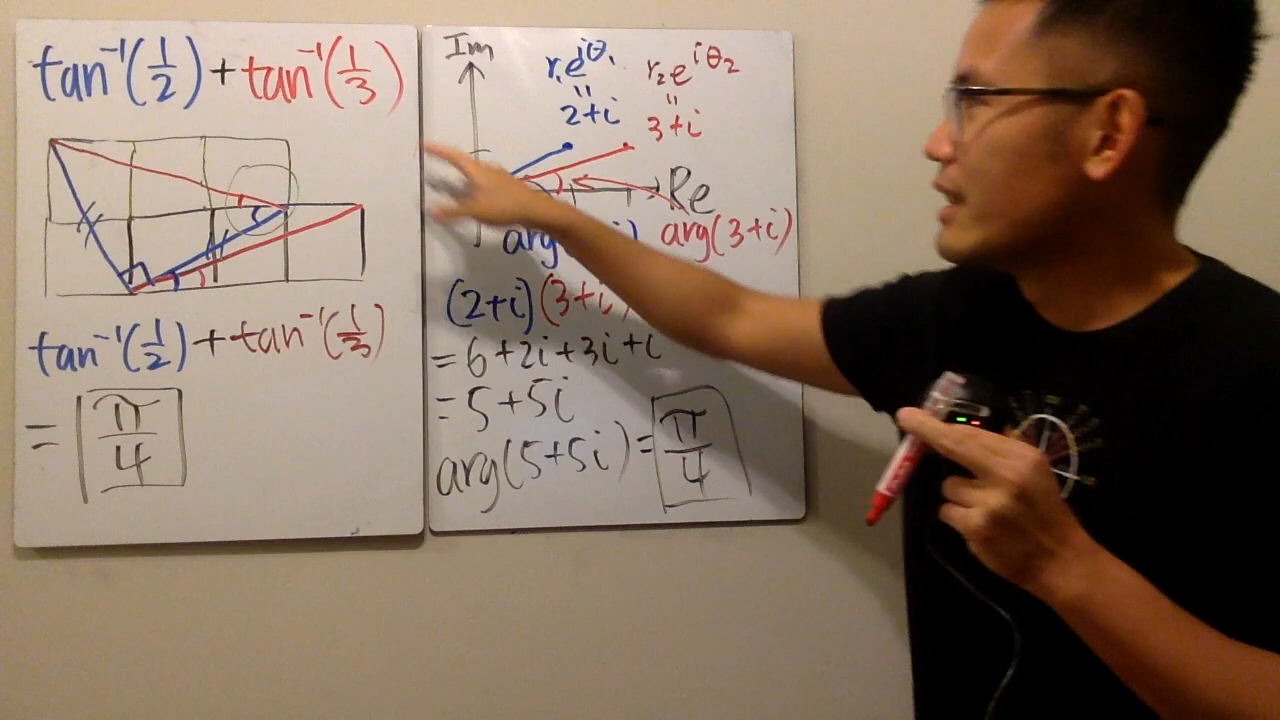 tan⁻¹(1/2) + tan⁻¹(1/3)
tan⁻¹(1/2) + tan⁻¹(1/3)
= π/4
Im
r₁e^iθ₁
r₂e^iθ₂
"
"
2+i
3+i
Re
arg(
i)
arg(3+i)
(2+i)(3+i
= 6+2i+3i+i
= 5+5i
arg(5+5i) = π/4